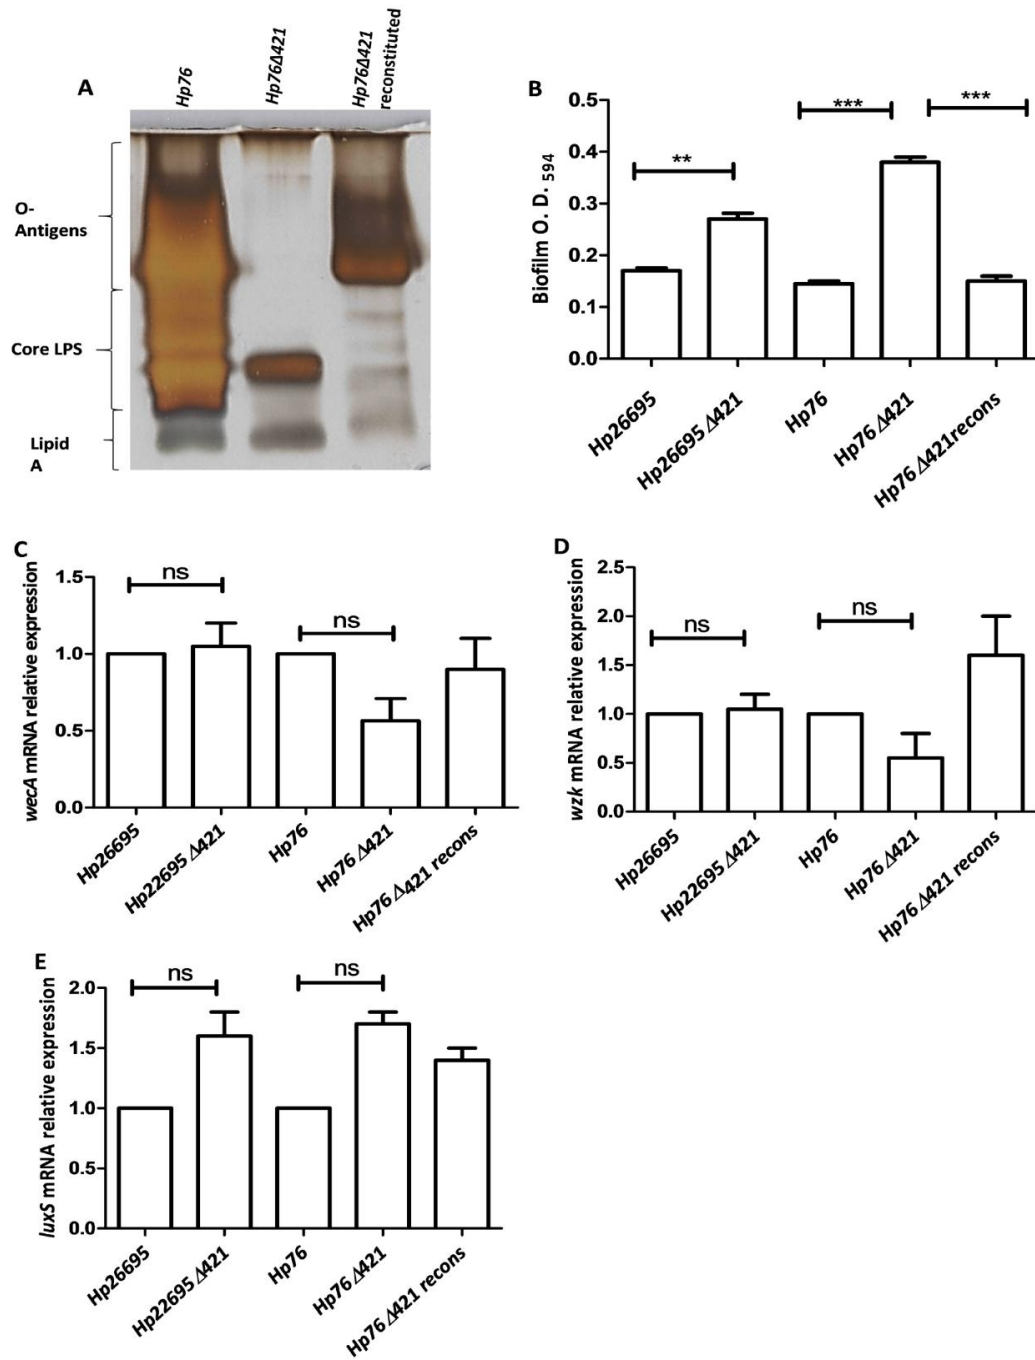 A
Hp76
Hp76Δ421
Hp76Δ421
reconstituted
O-
Antigens
Core LPS
Lipid
A
B
Biofilm O. D. 594
0.5
0.4
0.3
0.2
0.1
0.0
**
***
***
Hp26695
Hp26695 Δ421
Hp76
Hp76 Δ421
Hp76 Δ421recons
C
wecA mRNA relative expression
1.5
1.0
0.5
0.0
ns
ns
Hp26695
Hp22695 Δ421
Hp76
Hp76 Δ421
Hp76 Δ421 recons
D
wzk mRNA relative expression
2.5
2.0
1.5
1.0
0.5
0.0
ns
ns
Hp26695
Hp22695 Δ421
Hp76
Hp76 Δ421
Hp76 Δ421 recons
E
luxS mRNA relative expression
2.0
1.5
1.0
0.5
0.0
ns
ns
Hp26695
Hp22695 Δ421
Hp76
Hp76 Δ421
Hp76 Δ421 recons